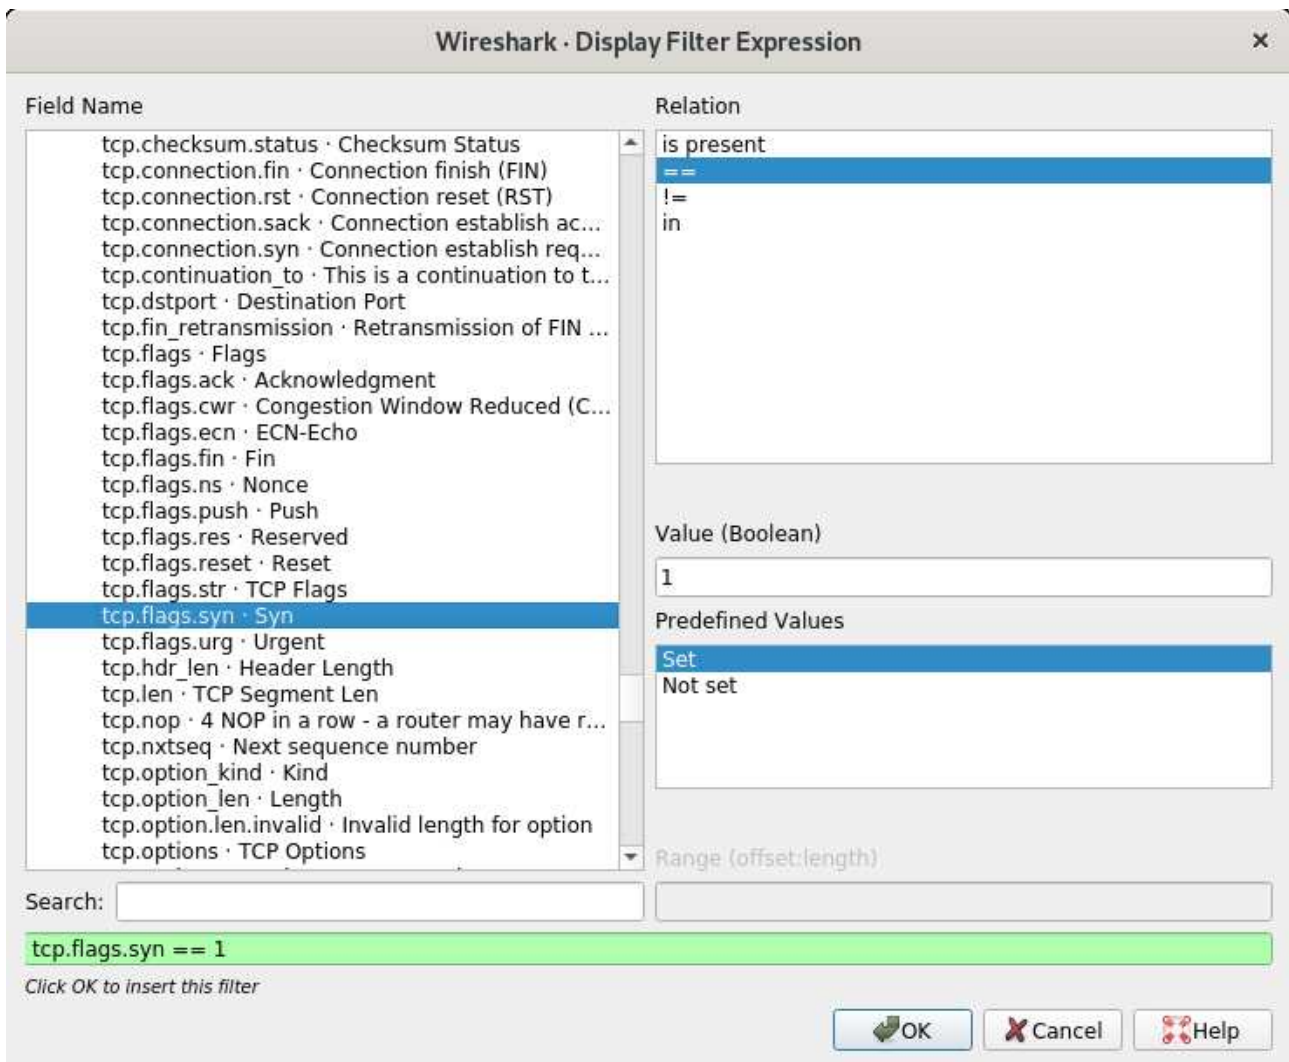 Wireshark · Display Filter Expression
Field Name
tcp.checksum.status · Checksum Status
tcp.connection.fin · Connection finish (FIN)
tcp.connection.rst · Connection reset (RST)
tcp.connection.sack · Connection establish ac...
tcp.connection.syn · Connection establish req...
tcp.continuation_to · This is a continuation to t...
tcp.dstport · Destination Port
tcp.fin_retransmission · Retransmission of FIN ...
tcp.flags · Flags
tcp.flags.ack · Acknowledgment
tcp.flags.cwr · Congestion Window Reduced (C...
tcp.flags.ecn · ECN-Echo
tcp.flags.fin · Fin
tcp.flags.ns · Nonce
tcp.flags.push · Push
tcp.flags.res · Reserved
tcp.flags.reset · Reset
tcp.flags.str · TCP Flags
tcp.flags.syn · Syn
tcp.flags.urg · Urgent
tcp.hdr_len · Header Length
tcp.len · TCP Segment Len
tcp.nop · 4 NOP in a row - a router may have r...
tcp.nxtseq · Next sequence number
tcp.option_kind · Kind
tcp.option_len · Length
tcp.option.len.invalid · Invalid length for option
tcp.options · TCP Options
Search:
Relation
is present
==
!=
in
Value (Boolean)
1
Predefined Values
Set
Not set
Range (offset:length)
tcp.flags.syn == 1
Click OK to insert this filter
OK
Cancel
Help